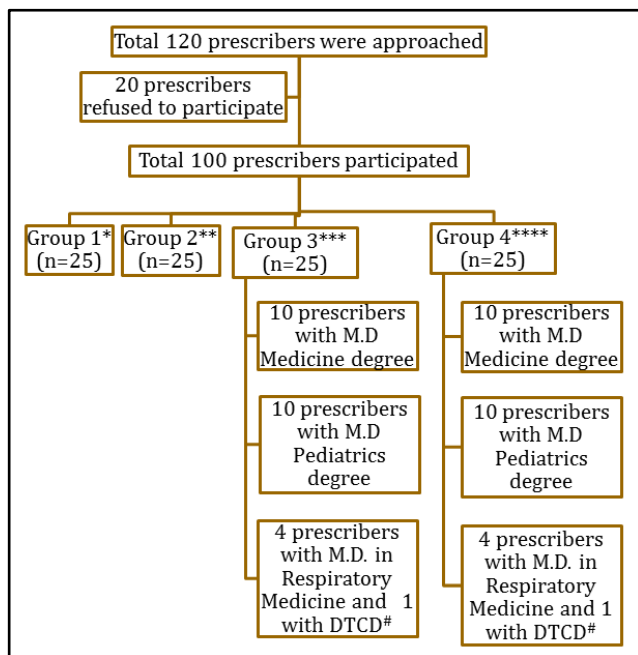 Total 120 prescribers were approached
20 prescribers
refused to participate
Total 100 prescribers participated
Group 1*
(n=25)
Group 2**
(n=25)
Group 3***
(n=25)
Group 4****
(n=25)
10 prescribers
with M.D
Medicine degree
10 prescribers
with M.D
Pediatrics
degree
4 prescribers
with M.D. in
Respiratory
Medicine and 1
with DTCD#
10 prescribers
with M.D
Medicine degree
10 prescribers
with M.D
Pediatrics
degree
4 prescribers
with M.D. in
Respiratory
Medicine and 1
with DTCD#